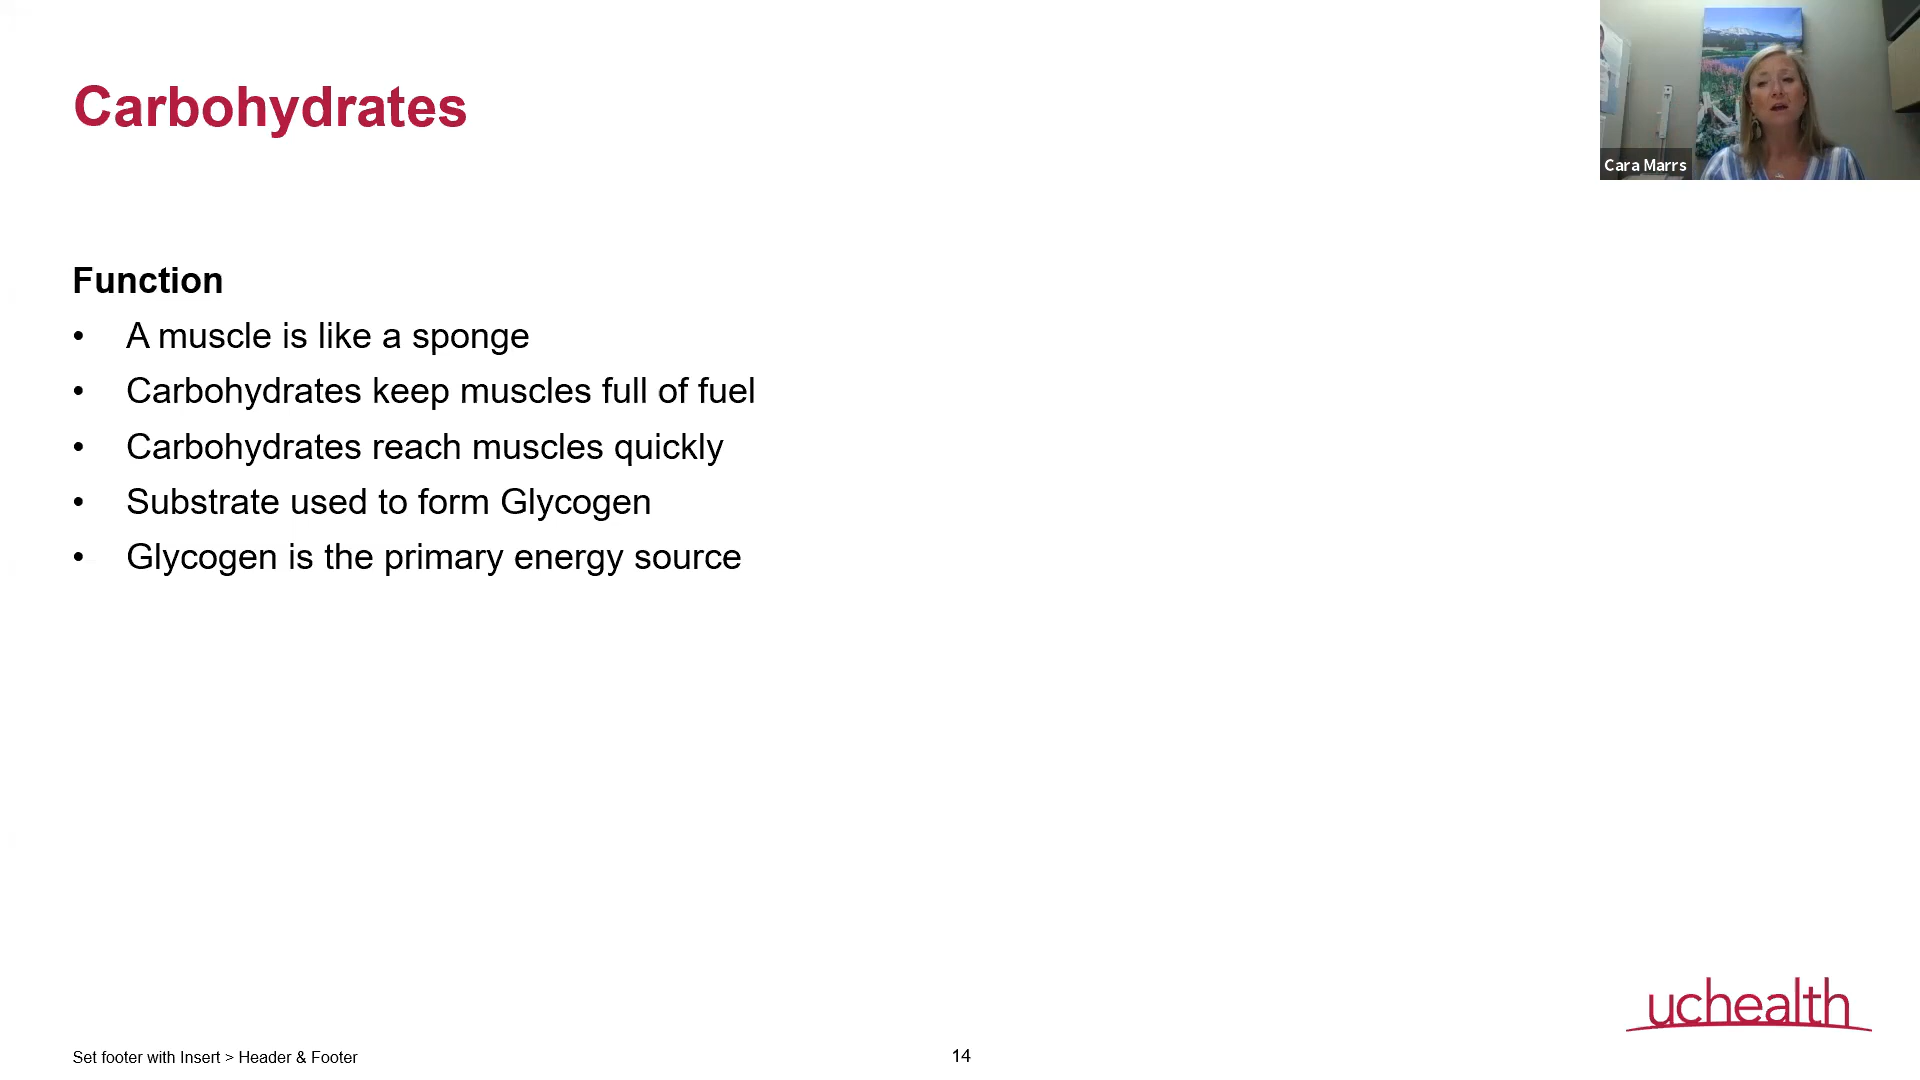 Carbohydrates
Cara Marrs
Function
• A muscle is like a sponge
• Carbohydrates keep muscles full of fuel
• Carbohydrates reach muscles quickly
• Substrate used to form Glycogen
• Glycogen is the primary energy source
uchealth
Set footer with Insert > Header & Footer
14